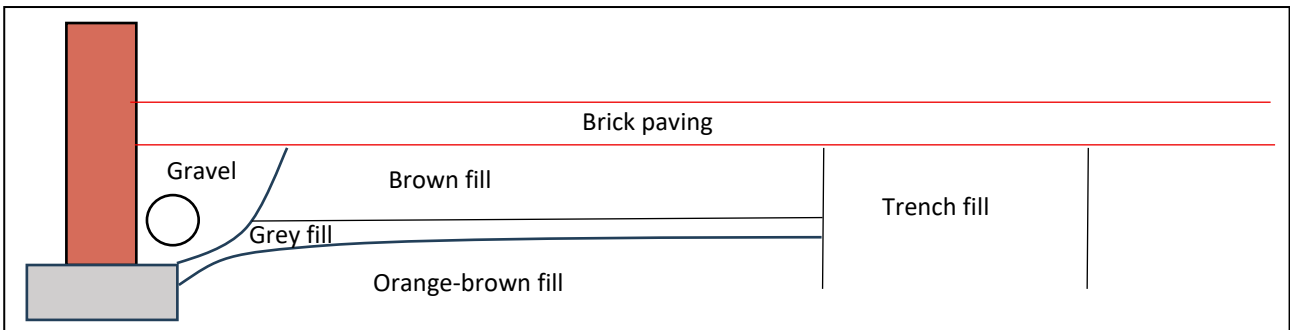 Brick paving
Gravel
Brown fill
Trench fill
Grey fill
Orange-brown fill